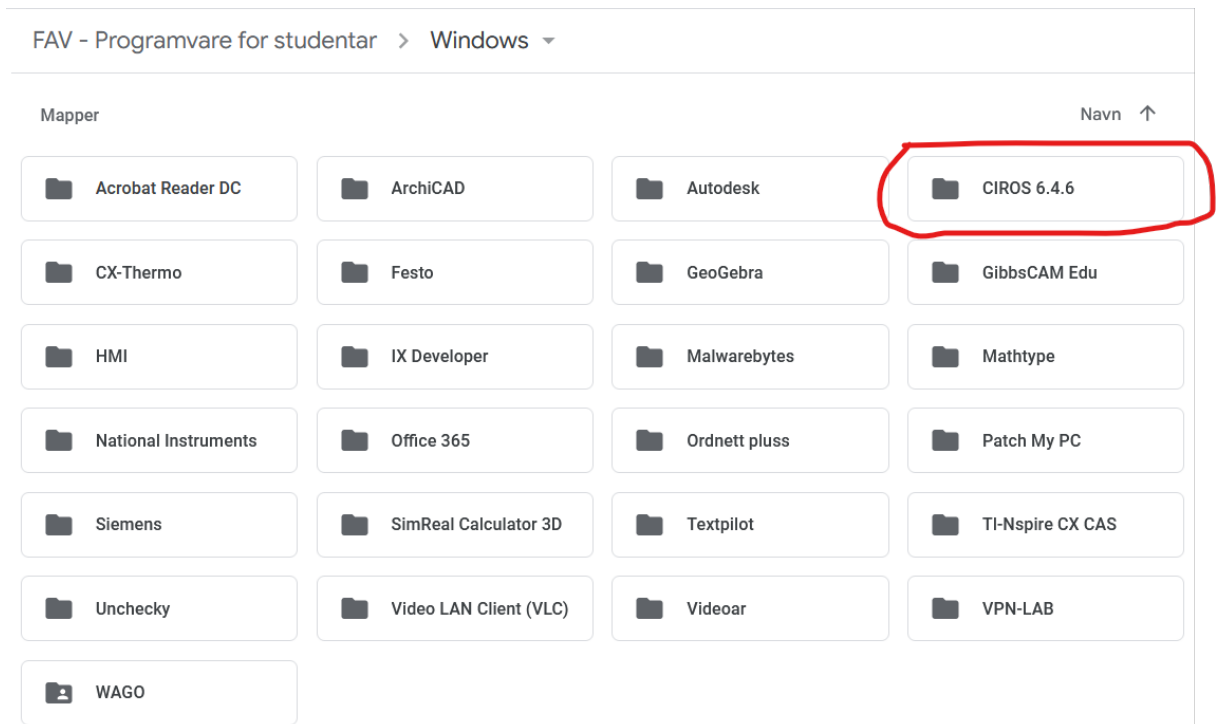 FAV - Programvare for studentar > Windows
Mapper Navn
Acrobat Reader DC ArchiCAD Autodesk CIROS 6.4.6
CX-Thermo Festo GeoGebra GibbsCAM Edu
HMI IX Developer Malwarebytes Mathtype
National Instruments Office 365 Ordnett pluss Patch My PC
Siemens SimReal Calculator 3D Textpilot TI-Nspire CX CAS
Unchecky Video LAN Client (VLC) Videoar VPN-LAB
WAGO